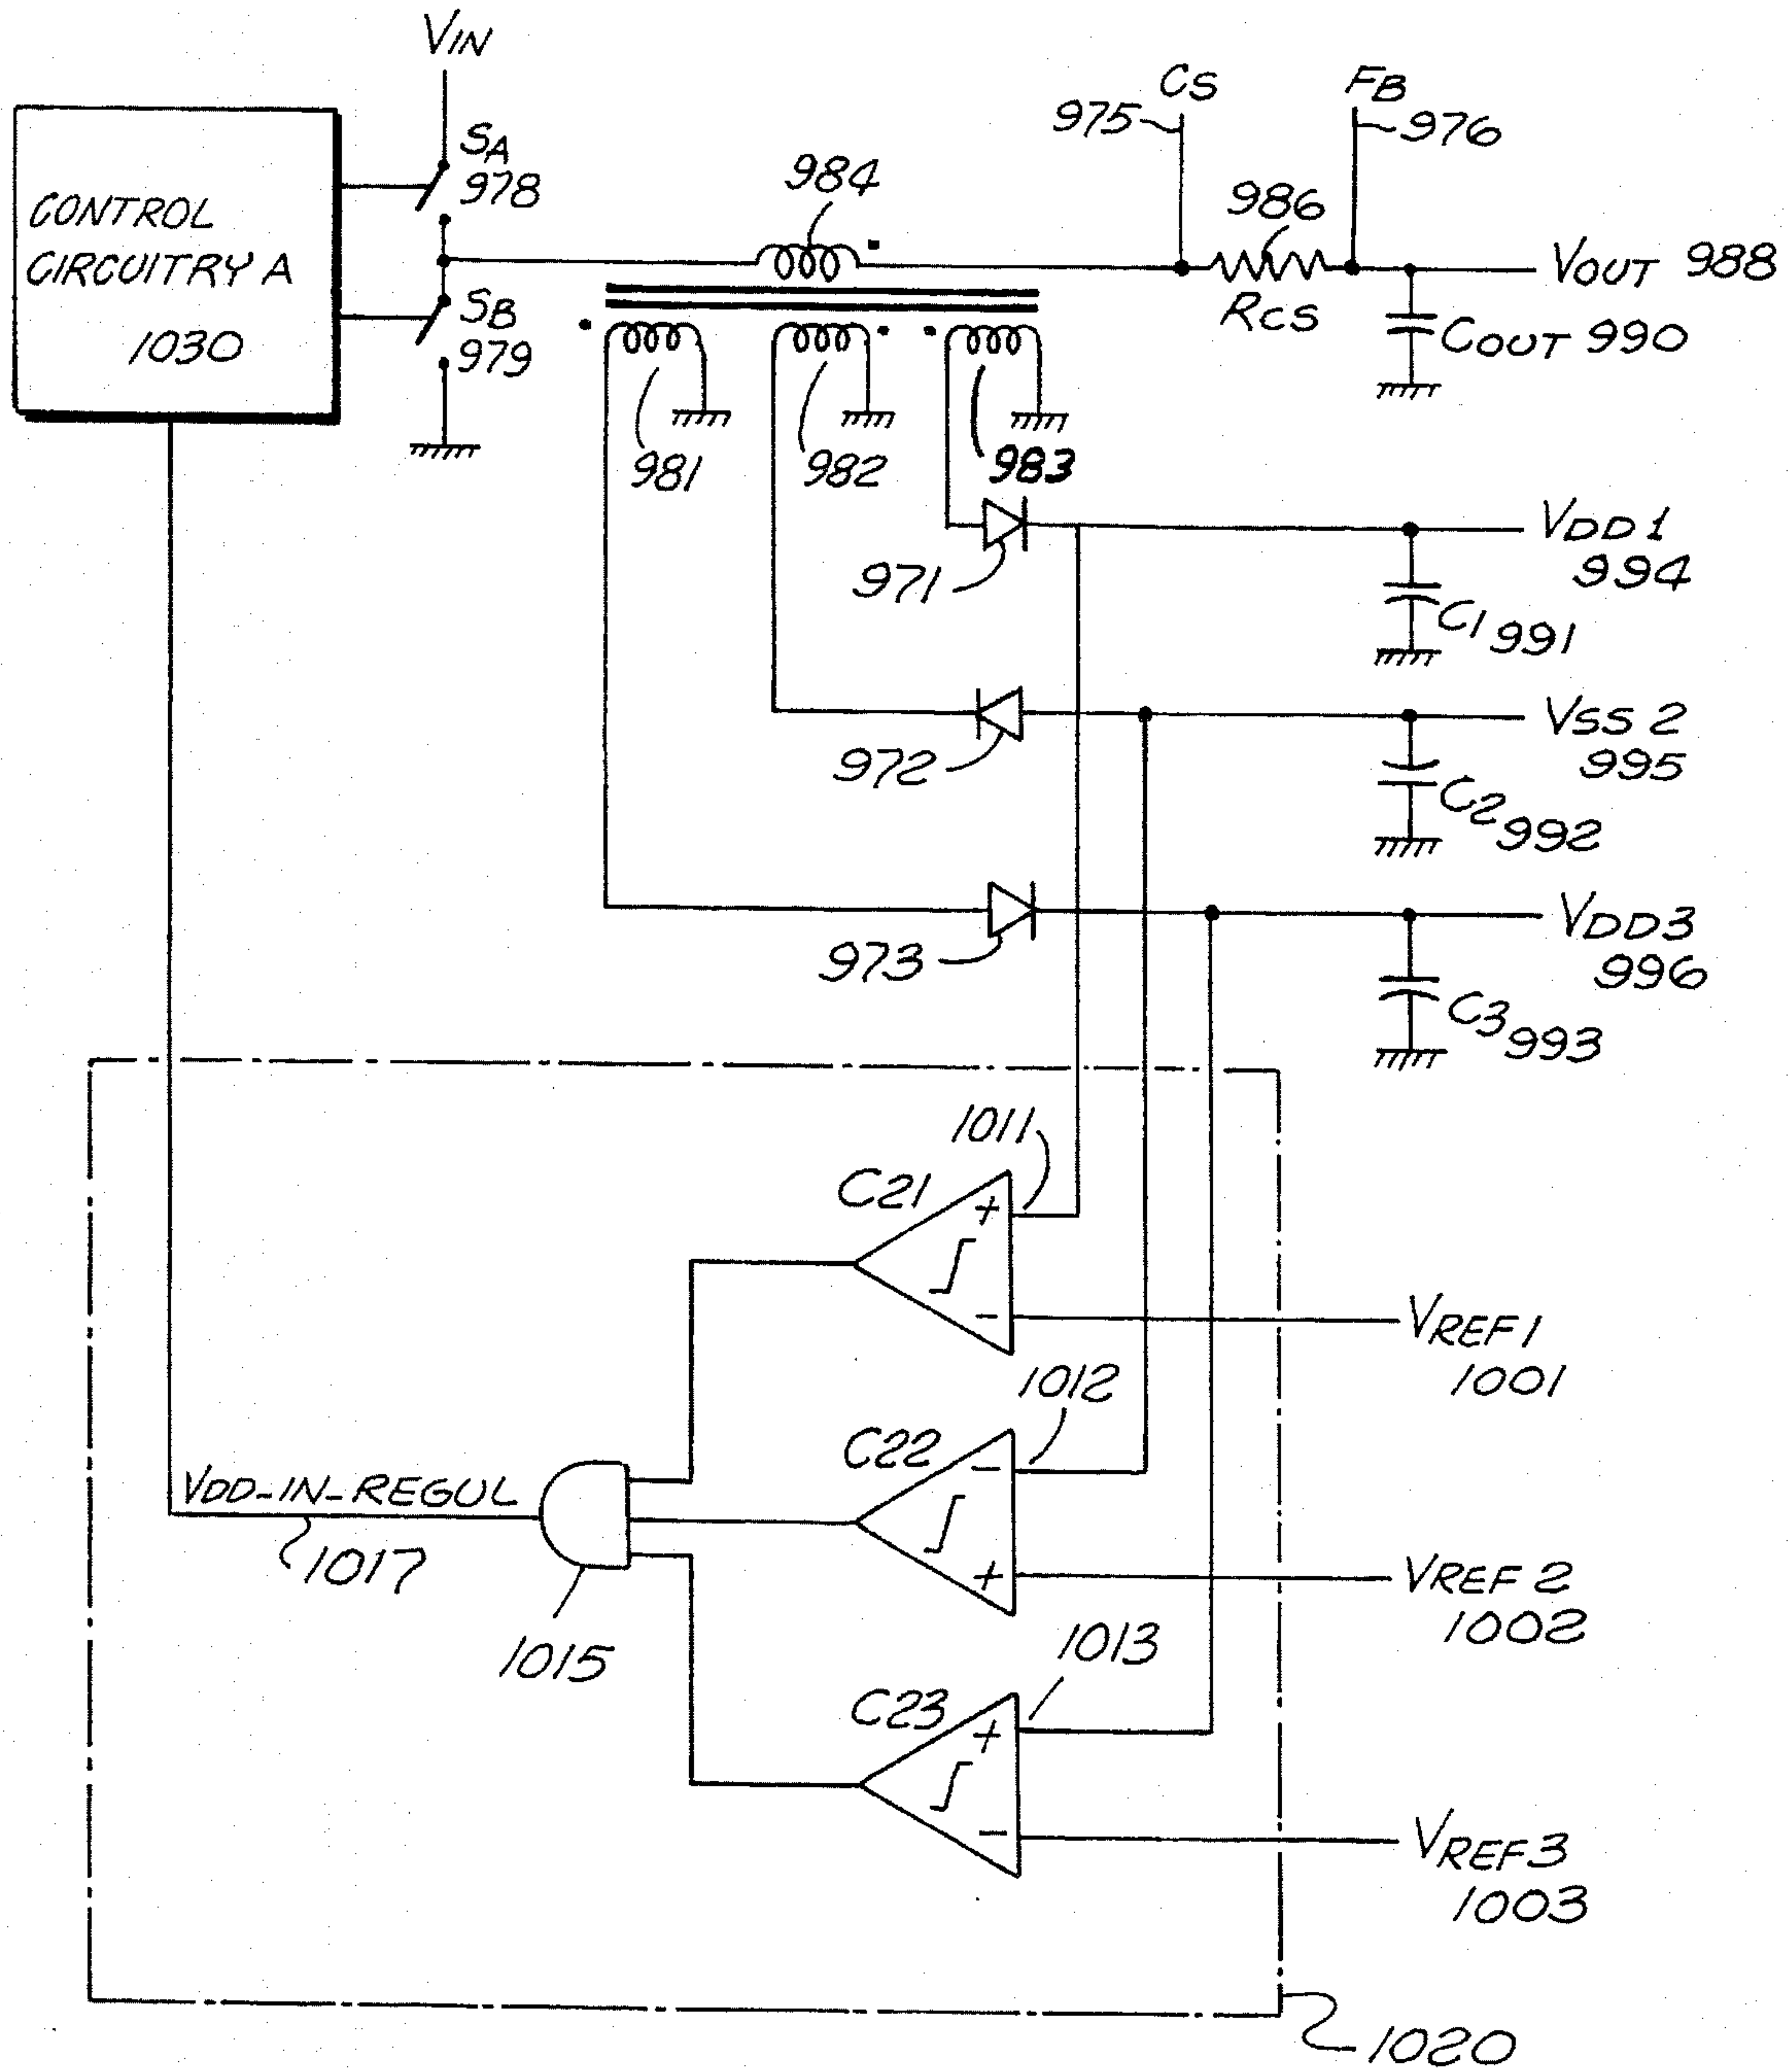 VIN
CONTROL
CIRCUITRY A
1030
SA
978
SB
979
984
CS
975
FB
976
986
RCS
VOUT 988
COUT 990
981
982
983
971
VDD1
994
C1 991
972
VSS 2
995
C2 992
973
VDD3
996
C3 993
1011
C21
+
-
VREF1
1001
1012
C22
-
+
VREF 2
1002
VDD-IN-REGUL
1017
1015
1013
C23
+
-
VREF3
1003
1020